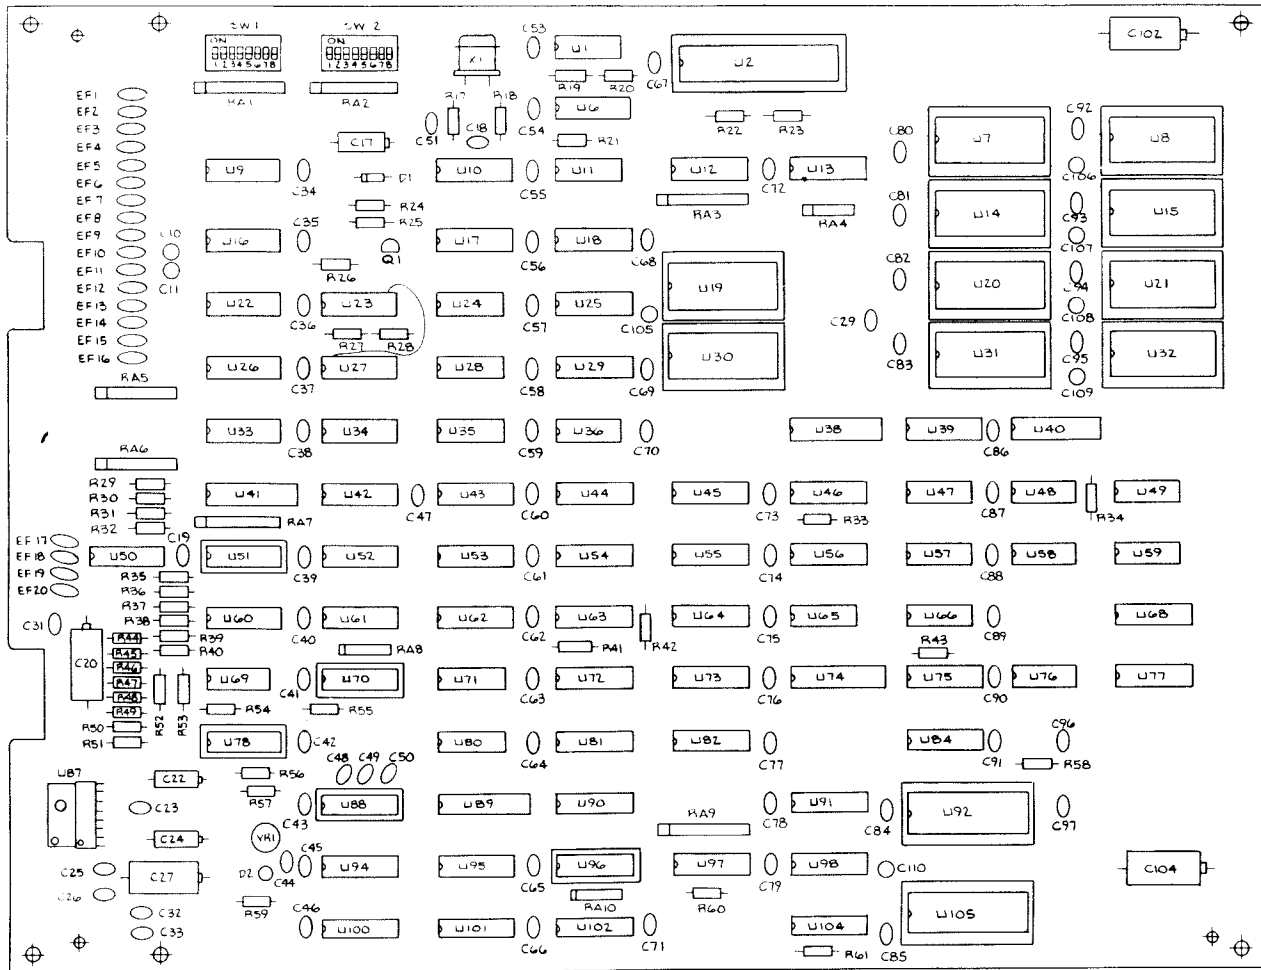 SW 1 SW 2 C53 U1 C102
ON ON X1 U2
12345678 12345678 R19 R20 C67
EF1 RA1 RA2 R17 R18 U6
EF2 C51 C18 C54 R22 R23 C92
EF3 C17 R21 C80 U7 U8
EF4
EF5 U9 C34 D1 U10 C55 U11 U12 C72 U13 C106
EF6
EF7 R24 RA3 RA4 C81 U14 C93 U15
EF8 C35 R25
EF9 C10 U16 U17 C56 U18 C68 C107
EF10 Q1 C82
EF11 R26 U19 U20 C94 U21
EF12 C11
EF13 U22 C36 U23 U24 C57 U25 C105 C29 C108
EF14
EF15 R27 R28 U30 C83 U31 C95 U32
EF16 U26 C37 U27 U28 C58 U29 C69 C109
RA5
U33 C38 U34 U35 C59 U36 C70 U38 U39 C86 U40
RA6
R29
R30 U41 U42 C47 U43 C60 U44 U45 C73 U46 U47 C87 U48 R34 U49
R31
R32 RA7 R33
EF17 C19
EF18 U50 U51 C39 U52 U53 C61 U54 U55 C74 U56 U57 C88 U58 U59
EF19 R35
EF20 R36
R37
C31 R38 U60 C40 U61 U62 C62 U63 R42 U64 C75 U65 U66 C89 U68
R44 R39
R45 R40 RA8 R41 R43
C20 R46
R47 U69 C41 U70 U71 C63 U72 U73 C76 U74 U75 C90 U76 U77
R48
R49 R52 R53 R54 R55
R50
R51 U78 C42 U80 C64 U81 U82 C77 U84 C91 C96
C48 C49 C50 R58
U87 C22 R56
R57
C23 C43 U88 U89 U90 C78 U91 C84 U92 C97
C24 VR1 RA9
C25 C27 D2 C44 C45 U94 U95 C65 U96 U97 C79 U98 C110 C104
C26 R59 RA10 R60
C32 C46 U105
C33 U100 U101 C66 U102 C71 U104 C85
R61